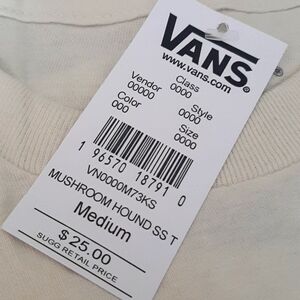 VANS®
www.vans.com
Vendor Class
00000 0000
Color Style
000 0000
Size
0000
1 96570 18791 0
VN0000M73KS
MUSHROOM HOUND SS T
Medium
$25.00
SUGG RETAIL PRICE